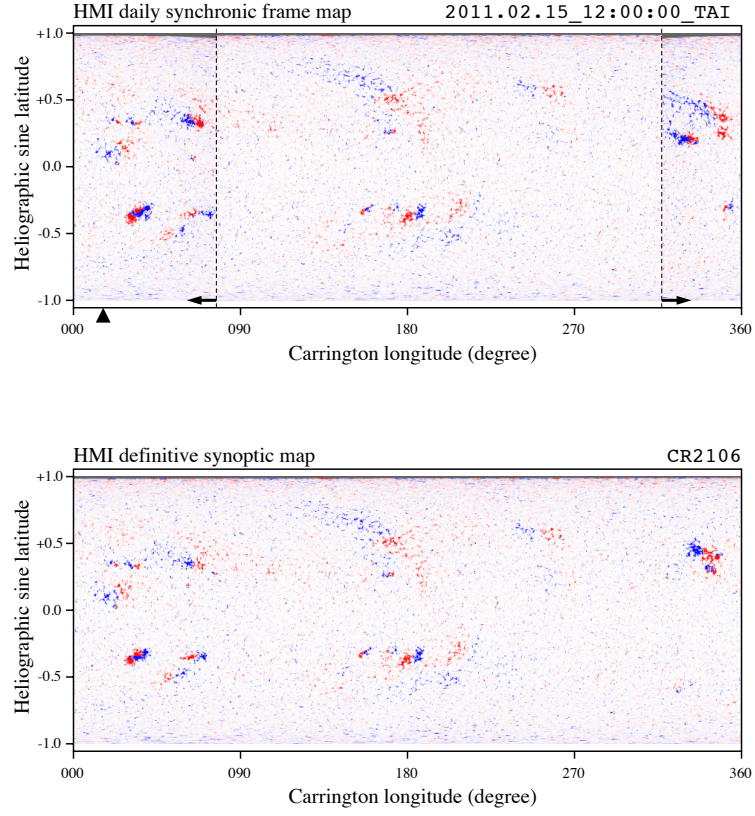 HMI daily synchronic frame map 2011.02.15_12:00:00_TAI
+1.0
+0.5
0.0
-0.5
-1.0
Heliographic sine latitude
000 090 180 270 360
Carrington longitude (degree)
HMI definitive synoptic map CR2106
+1.0
+0.5
0.0
-0.5
-1.0
Heliographic sine latitude
000 090 180 270 360
Carrington longitude (degree)